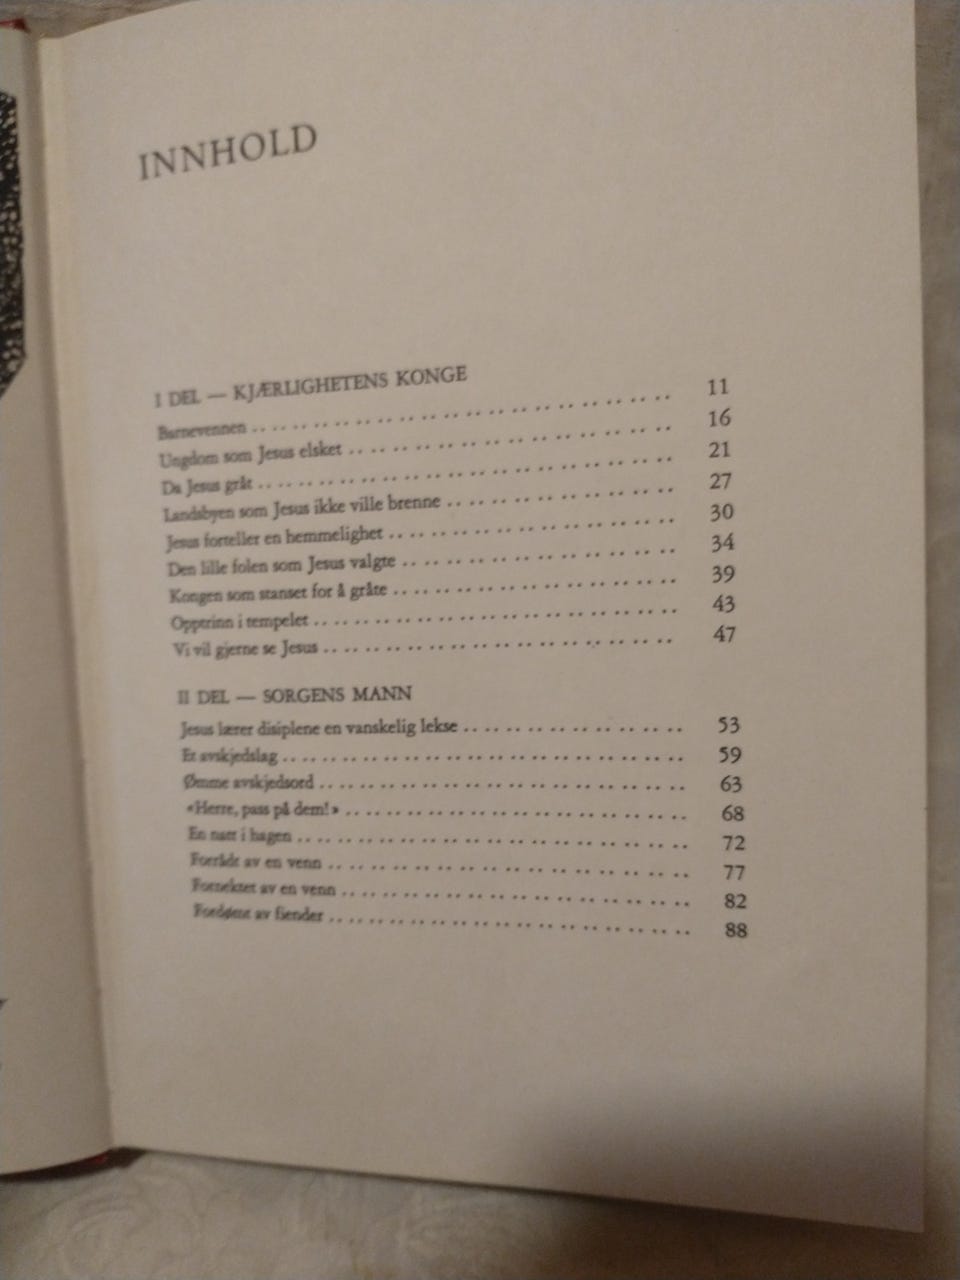 INNHOLD
I DEL — KJÆRLIGHETENS KONGE
Barnevennen .. .. .. .. .. .. .. .. .. .. .. .. .. .. .. .. .. .. .. 11
Ungdom som Jesus elsket .. .. .. .. .. .. .. .. .. .. .. .. .. .. .. 16
Da Jesus gråt .. .. .. .. .. .. .. .. .. .. .. .. .. .. .. .. .. .. .. 21
Landsbyen som Jesus ikke ville brenne .. .. .. .. .. .. .. .. .. .. .. 27
Jesus forteller en hemmelighet .. .. .. .. .. .. .. .. .. .. .. .. .. 30
Den lille folen som Jesus valgte .. .. .. .. .. .. .. .. .. .. .. .. .. 34
Kongen som stanset for å gråte .. .. .. .. .. .. .. .. .. .. .. .. .. 39
Opptrinn i tempelet .. .. .. .. .. .. .. .. .. .. .. .. .. .. .. .. .. 43
Vi vil gjerne se Jesus .. .. .. .. .. .. .. .. .. .. .. .. .. .. .. .. 47
II DEL — SORGENS MANN
Jesus lærer disiplene en vanskelig lekse .. .. .. .. .. .. .. .. .. .. 53
Et avskjedslag .. .. .. .. .. .. .. .. .. .. .. .. .. .. .. .. .. .. .. 59
Ømme avskjedsord .. .. .. .. .. .. .. .. .. .. .. .. .. .. .. .. .. 63
«Herre, pass på dem!» .. .. .. .. .. .. .. .. .. .. .. .. .. .. .. .. 68
En natt i hagen .. .. .. .. .. .. .. .. .. .. .. .. .. .. .. .. .. .. 72
Forrådt av en venn .. .. .. .. .. .. .. .. .. .. .. .. .. .. .. .. .. 77
Fornektet av en venn .. .. .. .. .. .. .. .. .. .. .. .. .. .. .. .. 82
Fordømt av fiender .. .. .. .. .. .. .. .. .. .. .. .. .. .. .. .. .. 88